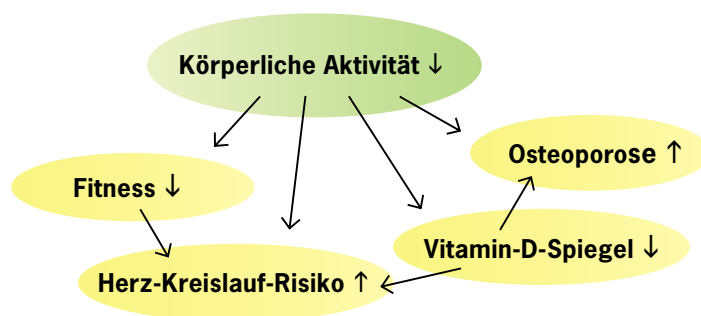 Körperliche Aktivität ↓
Osteoporose ↑
Fitness ↓
Vitamin-D-Spiegel ↓
Herz-Kreislauf-Risiko ↑